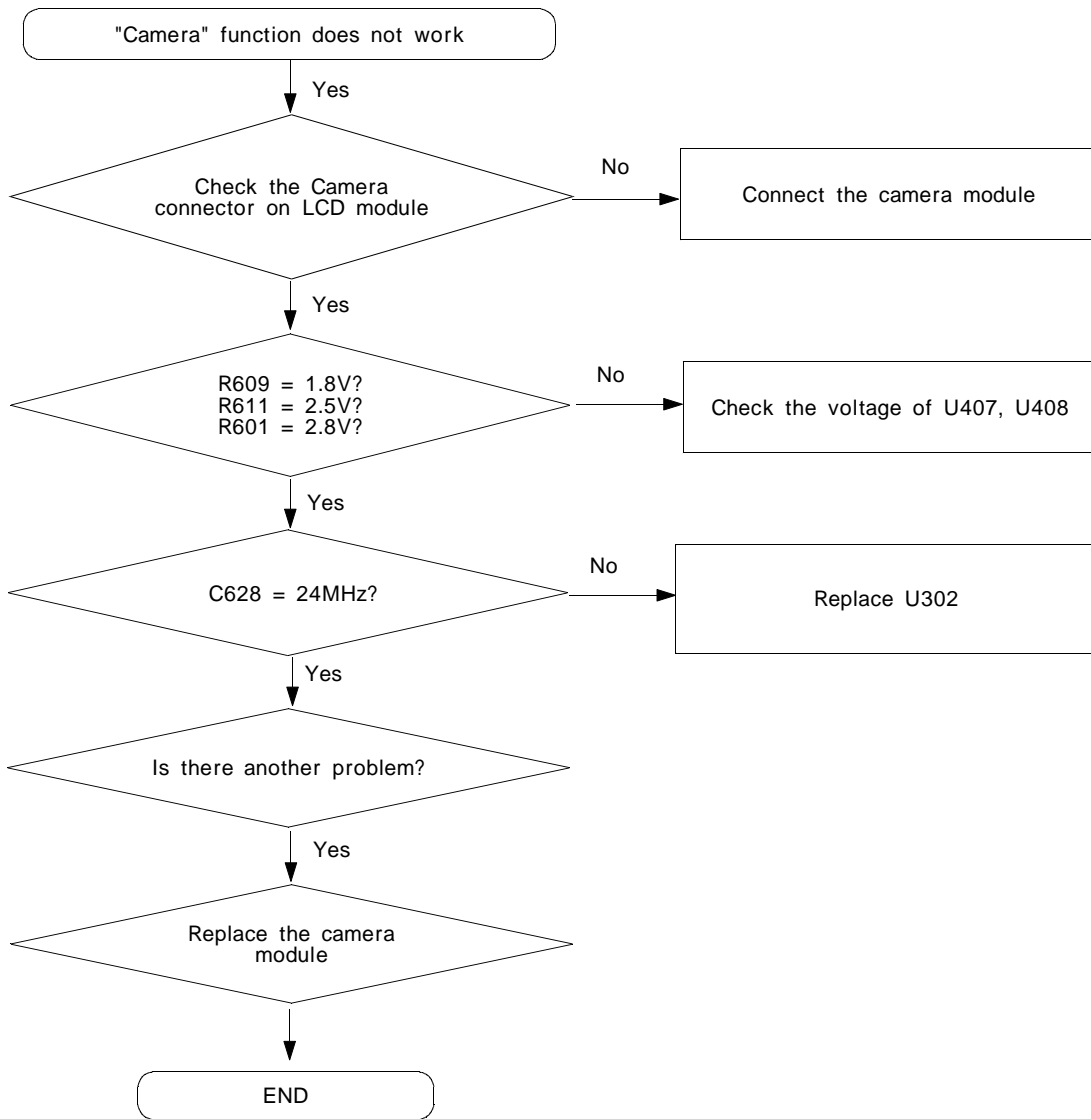 "Camera" function does not work
Yes
Check the Camera
connector on LCD module
No
Connect the camera module
Yes
R609 = 1.8V?
R611 = 2.5V?
R601 = 2.8V?
No
Check the voltage of U407, U408
Yes
C628 = 24MHz?
No
Replace U302
Yes
Is there another problem?
Yes
Replace the camera
module
END